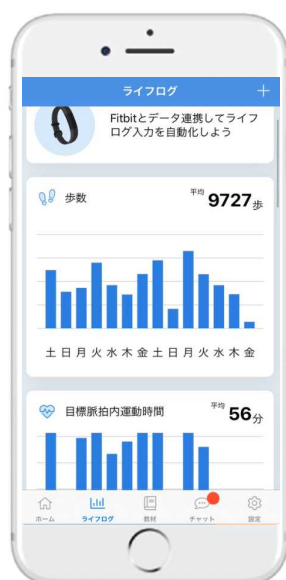 ライフログ
Fitbitとデータ連携してライフ
ログ入力を自動化しよう
歩数
平均 9727歩
土日月火水木金土日月火水木金
目標脈拍内運動時間
平均 56分
ホーム ライフログ 教材 チャット 設定